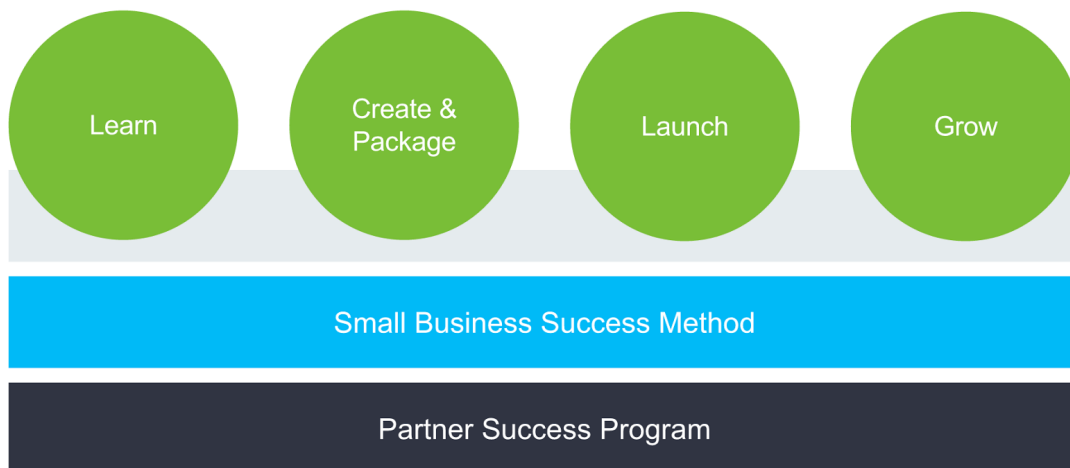 Learn
Create &
Package
Launch
Grow
Small Business Success Method
Partner Success Program